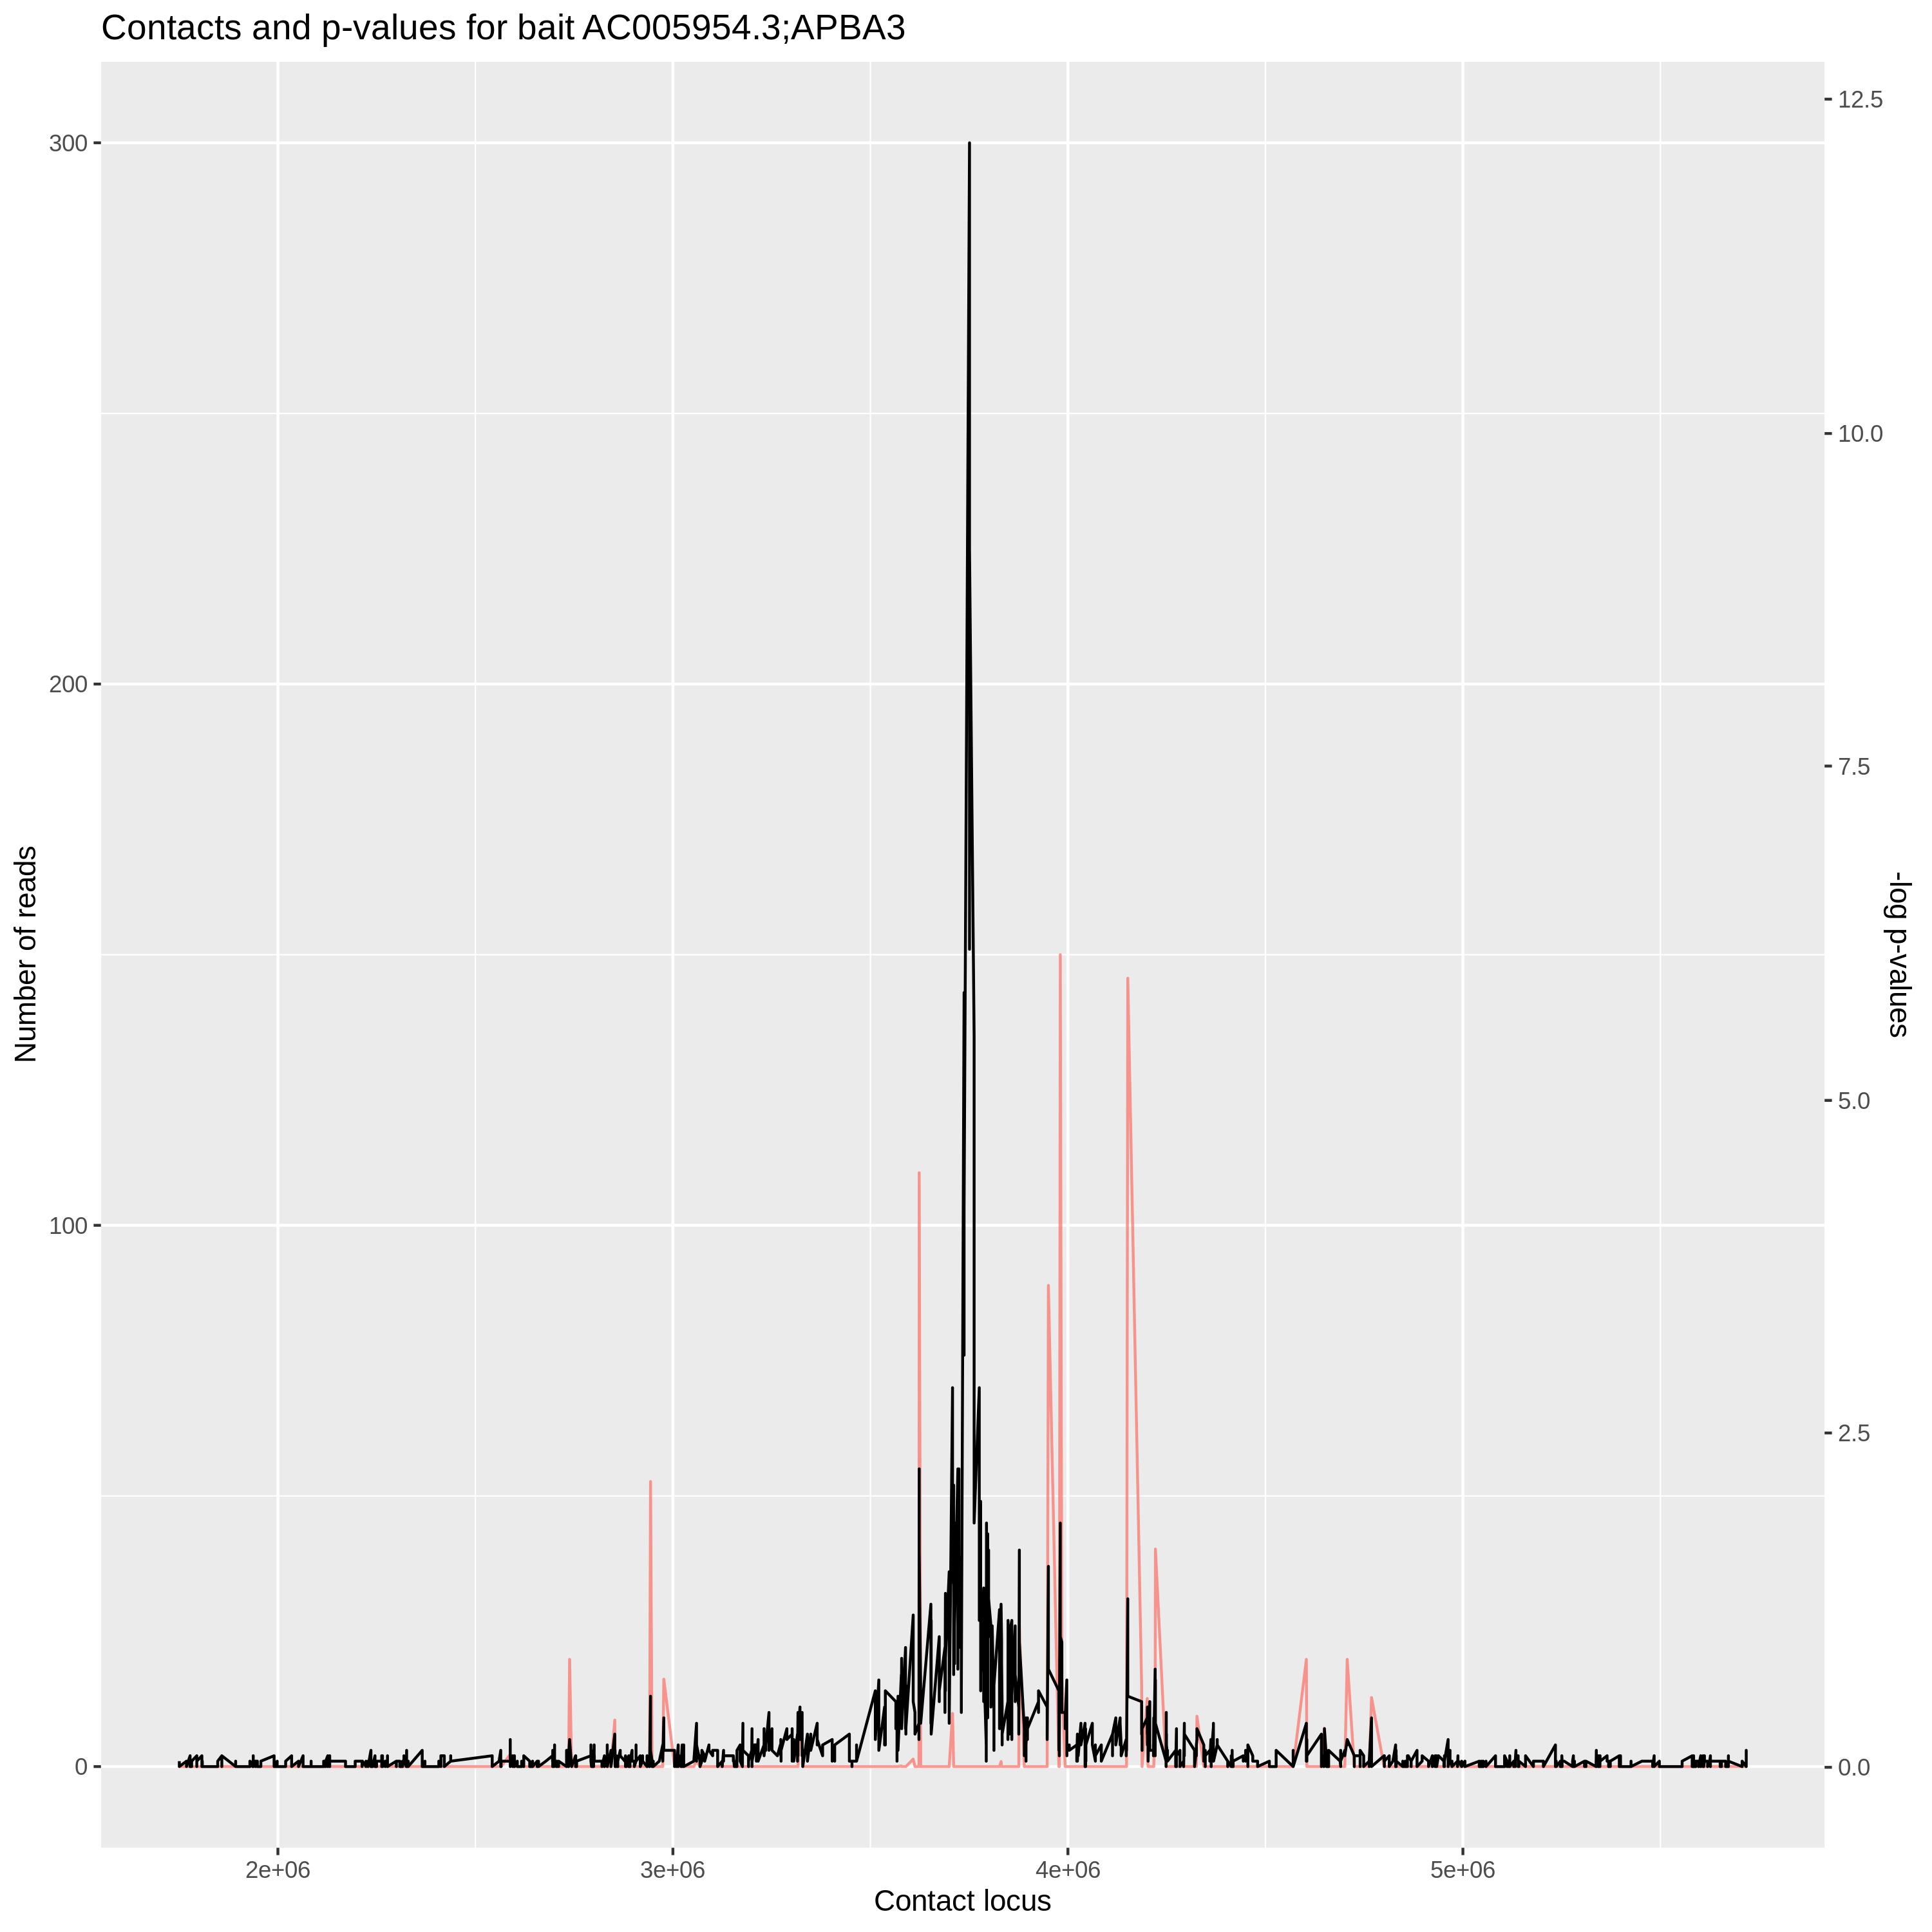 Contacts and p-values for bait AC005954.3;APBA3
300
200
100
0
Number of reads
12.5
10.0
7.5
5.0
2.5
0.0
-log p-values
2e+06
3e+06
4e+06
5e+06
Contact locus